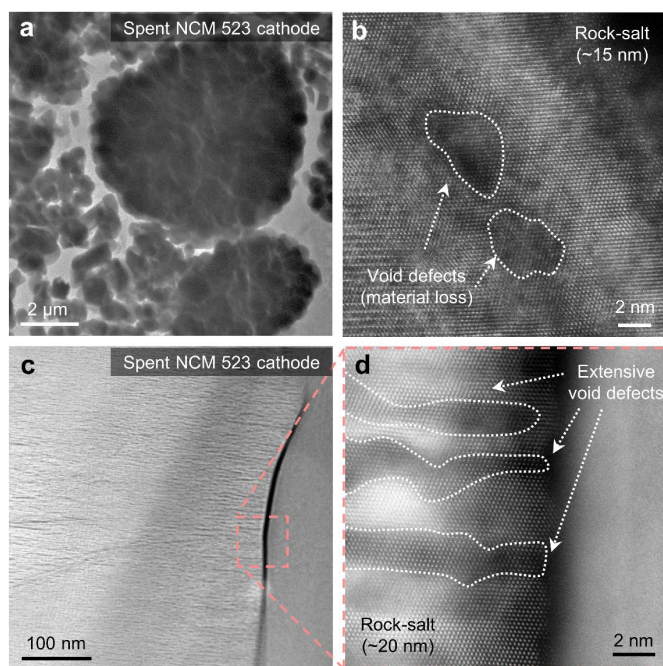 a
Spent NCM 523 cathode
2 μm
b
Rock-salt
(~15 nm)
Void defects
(material loss)
2 nm
c
Spent NCM 523 cathode
100 nm
d
Extensive
void defects
Rock-salt
(~20 nm)
2 nm